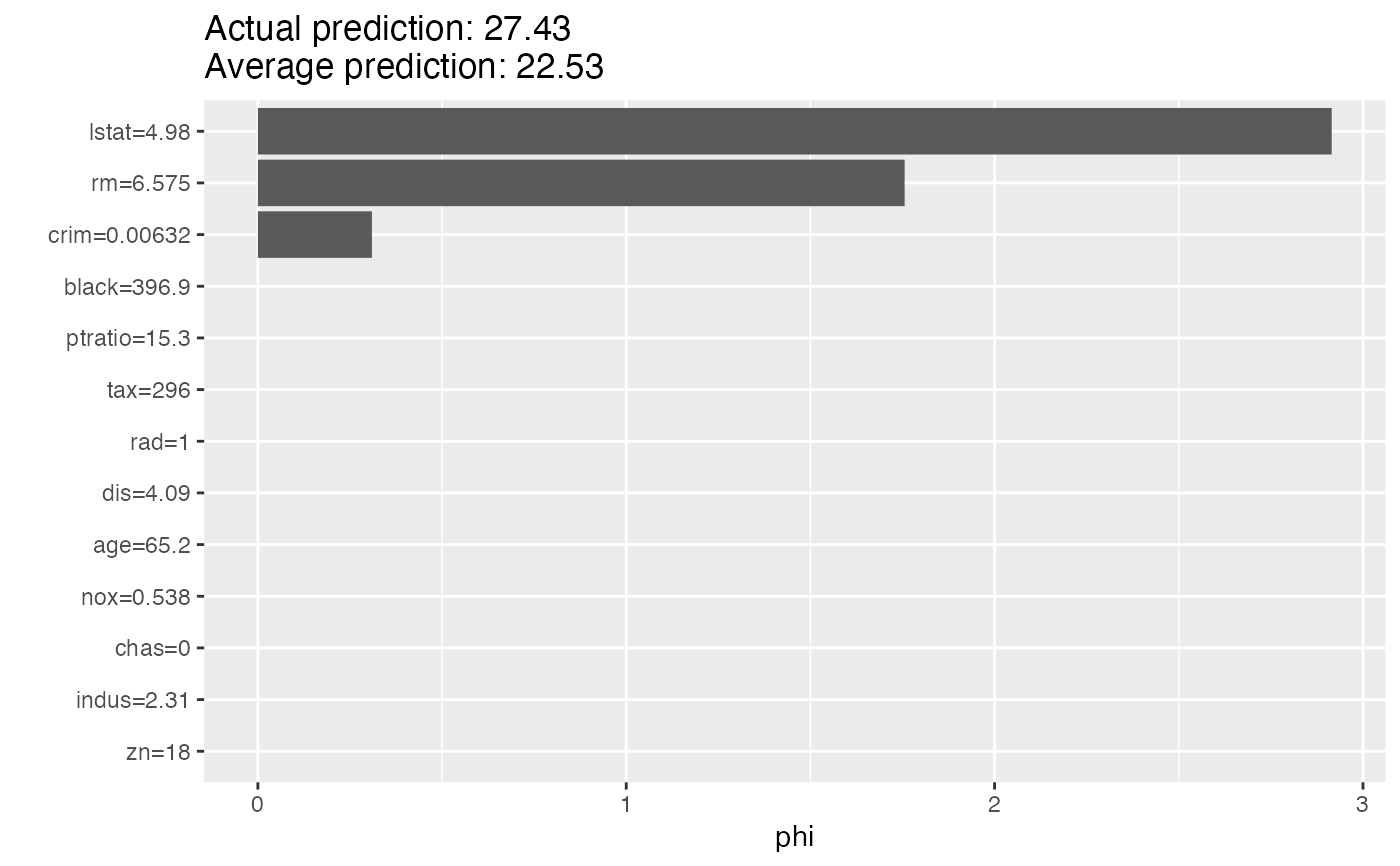 Actual prediction: 27.43
Average prediction: 22.53
lstat=4.98
rm=6.575
crim=0.00632
black=396.9
ptratio=15.3
tax=296
rad=1
dis=4.09
age=65.2
nox=0.538
chas=0
indus=2.31
zn=18
0 1 2 3
phi